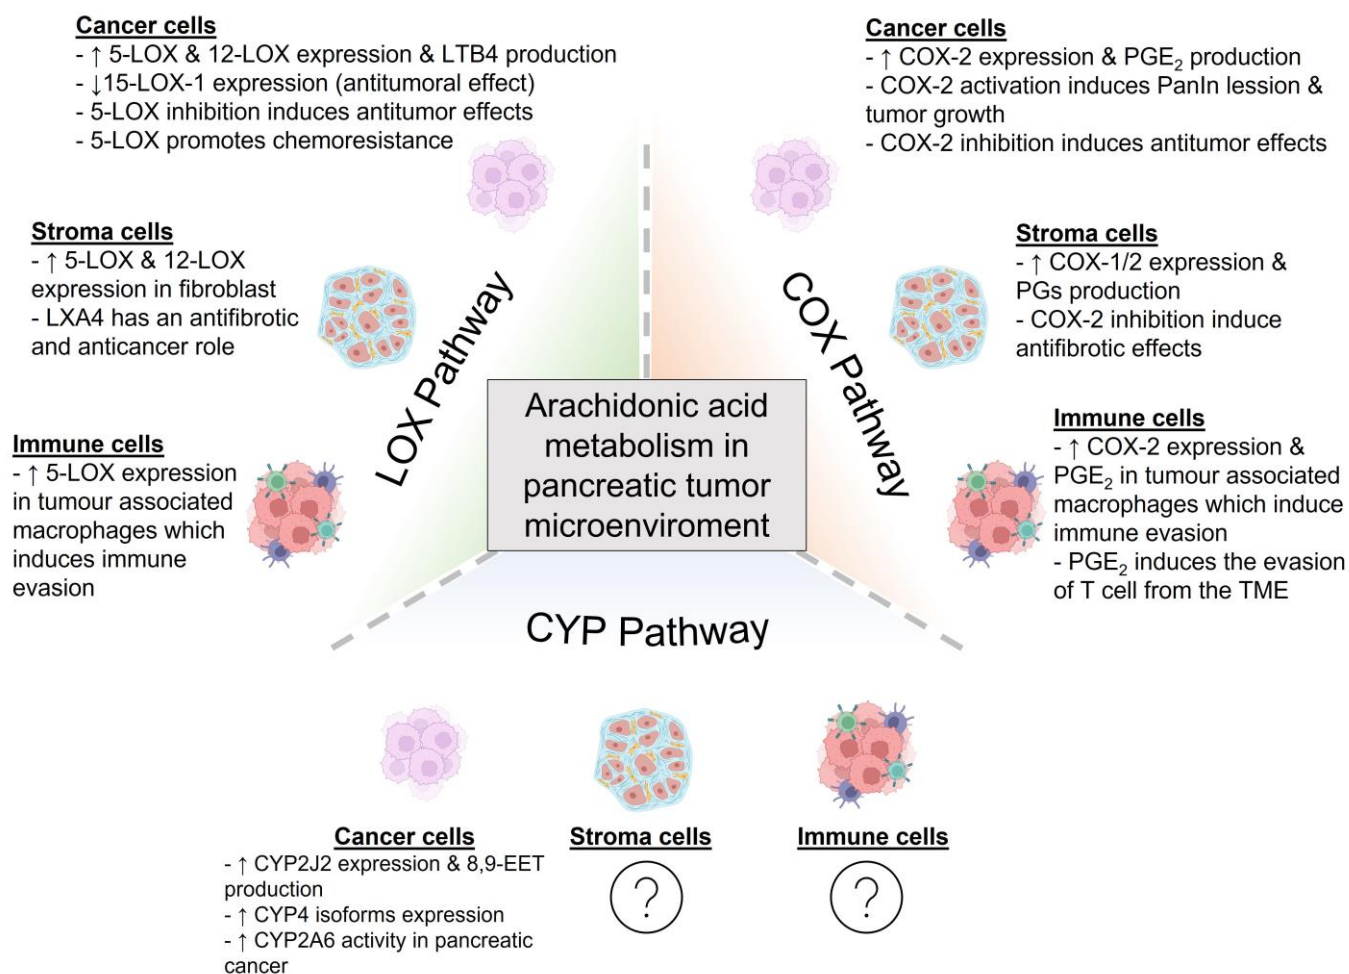 Cancer cells
- ↑ 5-LOX & 12-LOX expression & LTB4 production
- ↓15-LOX-1 expression (antitumoral effect)
- 5-LOX inhibition induces antitumor effects
- 5-LOX promotes chemoresistance
Stroma cells
- ↑ 5-LOX & 12-LOX
expression in fibroblast
- LXA4 has an antifibrotic
and anticancer role
Immune cells
- ↑ 5-LOX expression
in tumour associated
macrophages which
induces immune
evasion
LOX Pathway
Cancer cells
- ↑ COX-2 expression & PGE₂ production
- COX-2 activation induces PanIn lession &
tumor growth
- COX-2 inhibition induces antitumor effects
Stroma cells
- ↑ COX-1/2 expression &
PGs production
- COX-2 inhibition induce
antifibrotic effects
Immune cells
- ↑ COX-2 expression &
PGE₂ in tumour associated
macrophages which induce
immune evasion
- PGE₂ induces the evasion
of T cell from the TME
COX Pathway
Arachidonic acid
metabolism in
pancreatic tumor
microenviroment
CYP Pathway
Cancer cells
- ↑ CYP2J2 expression & 8,9-EET
production
- ↑ CYP4 isoforms expression
- ↑ CYP2A6 activity in pancreatic
cancer
Stroma cells
?
Immune cells
?